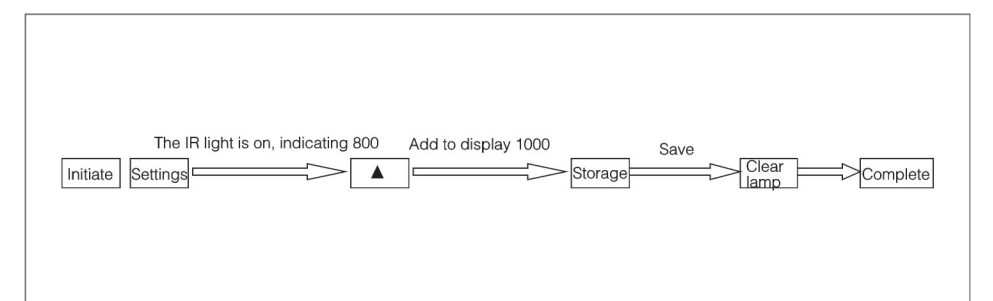 The IR light is on, indicating 800
Add to display 1000
Save
Initiate
Settings
▲
Storage
Clear
lamp
Complete